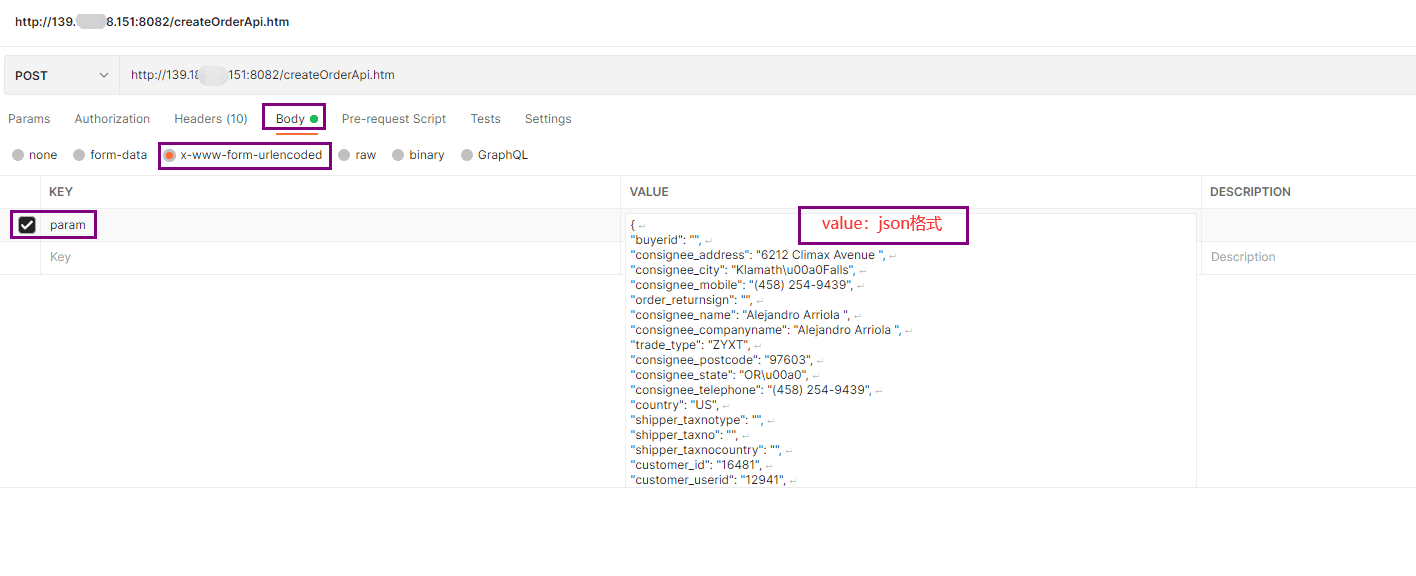 http://139. 8.151:8082/createOrderApi.htm
POST http://139.18 151:8082/createOrderApi.htm
Params Authorization Headers (10) Body Pre-request Script Tests Settings
none form-data x-www-form-urlencoded raw binary GraphQL
KEY VALUE DESCRIPTION
param
value：json格式
{ ↵
"buyerid": "", ↵
"consignee_address": "6212 Climax Avenue ", ↵
"consignee_city": "Klamath\u00a0Falls", ↵
"consignee_mobile": "(458) 254-9439", ↵
"order_returnsign": "", ↵
"consignee_name": "Alejandro Arriola ", ↵
"consignee_companyname": "Alejandro Arriola ", ↵
"trade_type": "ZYXT", ↵
"consignee_postcode": "97603", ↵
"consignee_state": "OR\u00a0", ↵
"consignee_telephone": "(458) 254-9439", ↵
"country": "US", ↵
"shipper_taxnotype": "", ↵
"shipper_taxno": "", ↵
"shipper_taxnocountry": "", ↵
"customer_id": "16481", ↵
"customer_userid": "12941", ↵
Key Description